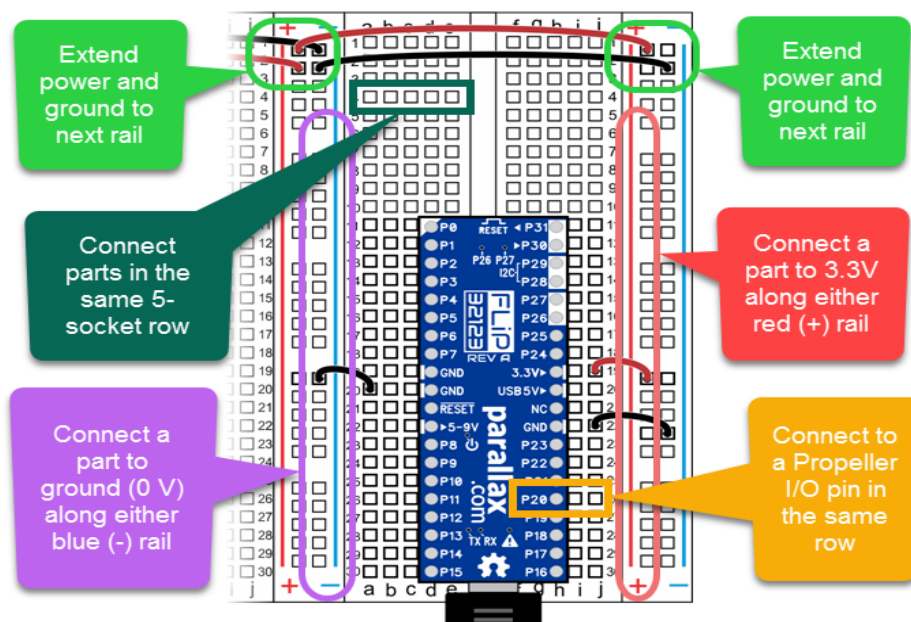 Extend
power and
ground to
next rail
Connect
parts in the
same 5-
socket row
Connect a
part to
ground (0 V)
along either
blue (-) rail
Extend
power and
ground to
next rail
Connect a
part to 3.3V
along either
red (+) rail
Connect to
a Propeller
I/O pin in
the same
row
+ − a b c d e f g h i j + −
P0 RESET ◄ P31
P1 ►P30
P2 P26 P27 P29
I2C
P3 P28
P4 P27
P5 P26
P6 P25
P7 P24
FLiP
32123
REV A
GND 3.3V►
GND USB5V►
RESET NC
►5-9V GND
P8 P23
P9 P22
P10
P11 P20
P12 P19
P13 TX RX P18
P14 P17
P15 P16
parallax
.com
+ − a b c d e f g h i j + −